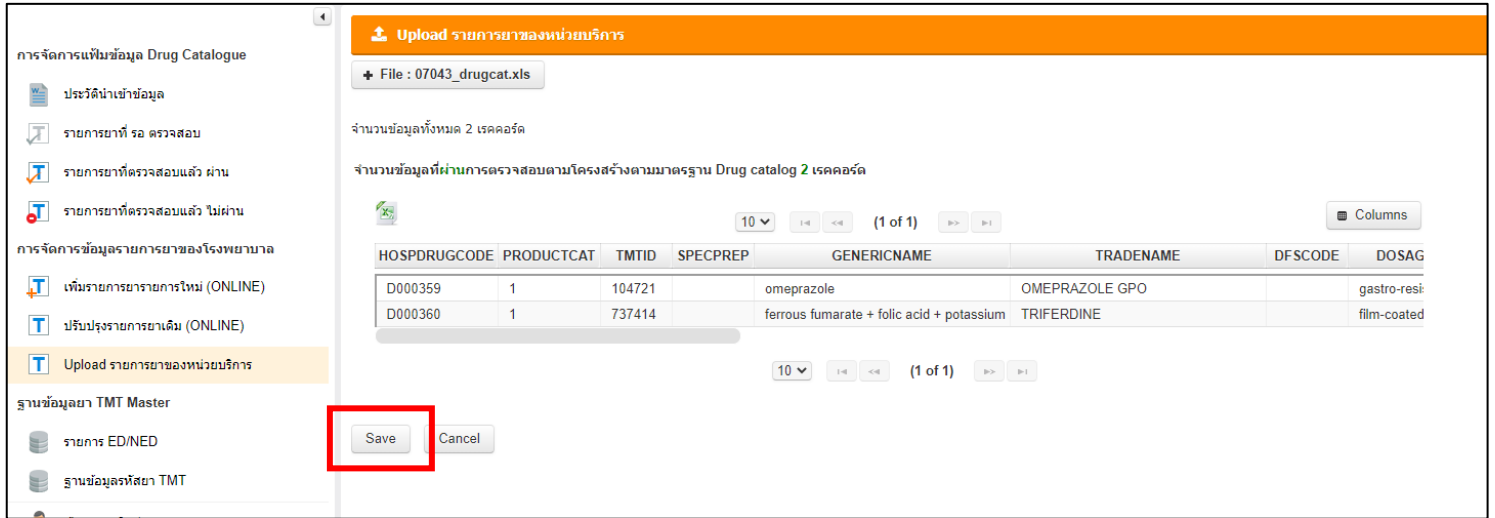 การจัดการแฟ้มข้อมูล Drug Catalogue
ประวัตินำเข้าข้อมูล
รายการยาที่ รอ ตรวจสอบ
รายการยาที่ตรวจสอบแล้ว ผ่าน
รายการยาที่ตรวจสอบแล้ว ไม่ผ่าน
การจัดการข้อมูลรายการยาของโรงพยาบาล
เพิ่มรายการยารายการใหม่ (ONLINE)
ปรับปรุงรายการยาเดิม (ONLINE)
Upload รายการยาของหน่วยบริการ
ฐานข้อมูลยา TMT Master
รายการ ED/NED
ฐานข้อมูลรหัสยา TMT
Upload รายการยาของหน่วยบริการ
+ File : 07043_drugcat.xls
จำนวนข้อมูลทั้งหมด 2 เรคคอร์ด
จำนวนข้อมูลที่ผ่านการตรวจสอบตามโครงสร้างตามมาตรฐาน Drug catalog 2 เรคคอร์ด
10 (1 of 1) Columns
HOSPDRUGCODE PRODUCTCAT TMTID SPECPREP GENERICNAME TRADENAME DFSCODE DOSAG
D000359 1 104721 omeprazole OMEPRAZOLE GPO gastro-resi
D000360 1 737414 ferrous fumarate + folic acid + potassium TRIFERDINE film-coated
10 (1 of 1)
Save Cancel